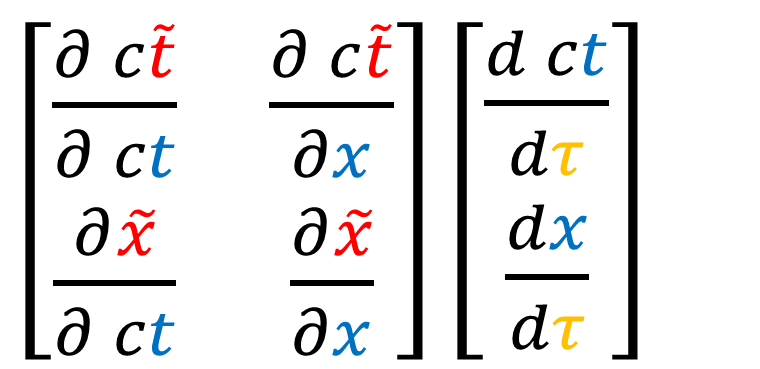 ∂ ct̃ ∂ ct̃ d ct
∂ ct ∂x dτ
∂x̃ ∂x̃ dx
∂ ct ∂x dτ